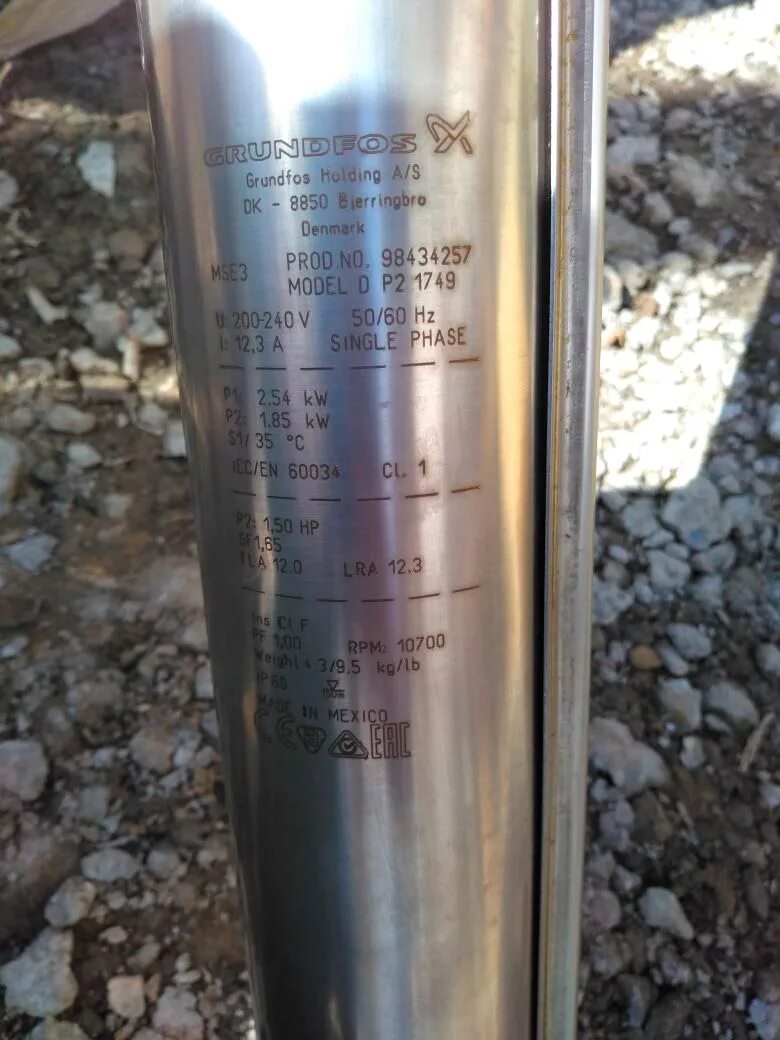 GRUNDFOS
Grundfos Holding A/S
DK - 8850 Bjerringbro
Denmark
MSE3 PROD.NO. 98434257
MODEL D P2 1749
U: 200-240 V 50/60 Hz
I: 12,3 A SINGLE PHASE
P1: 2.54 kW
P2: 1.85 kW
S1/ 35 °C
IEC/EN 60034 Cl. 1
P2: 1,50 HP
SF 1,65
FLA 12.0 LRA 12.3
Ins Cl F
PF 1,00 RPM: 10700
Weight 4.3/9.5 kg/lb
IP68
MADE IN MEXICO
CE EAC